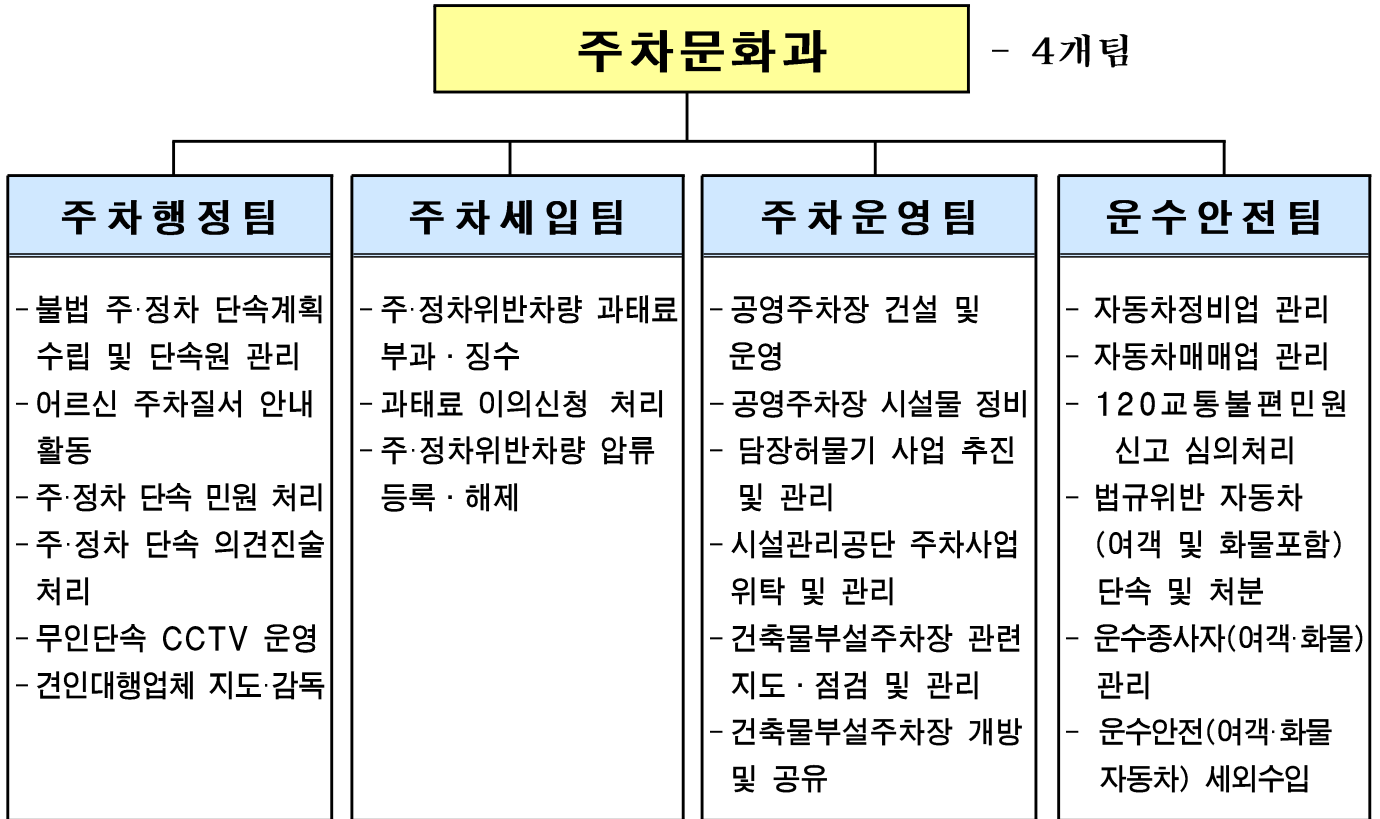 주차문화과
- 4개팀
주차행정팀
- 불법 주·정차 단속계획
수립 및 단속원 관리
- 어르신 주차질서 안내
활동
- 주·정차 단속 민원 처리
- 주·정차 단속 의견진술
처리
- 무인단속 CCTV 운영
- 견인대행업체 지도·감독
주차세입팀
- 주·정차위반차량 과태료
부과·징수
- 과태료 이의신청 처리
- 주·정차위반차량 압류
등록·해제
주차운영팀
- 공영주차장 건설 및
운영
- 공영주차장 시설물 정비
- 담장허물기 사업 추진
및 관리
- 시설관리공단 주차사업
위탁 및 관리
- 건축물부설주차장 관련
지도·점검 및 관리
- 건축물부설주차장 개방
및 공유
운수안전팀
- 자동차정비업 관리
- 자동차매매업 관리
- 120교통불편민원
신고 심의처리
- 법규위반 자동차
(여객 및 화물포함)
단속 및 처분
- 운수종사자(여객·화물)
관리
- 운수안전(여객·화물
자동차) 세외수입